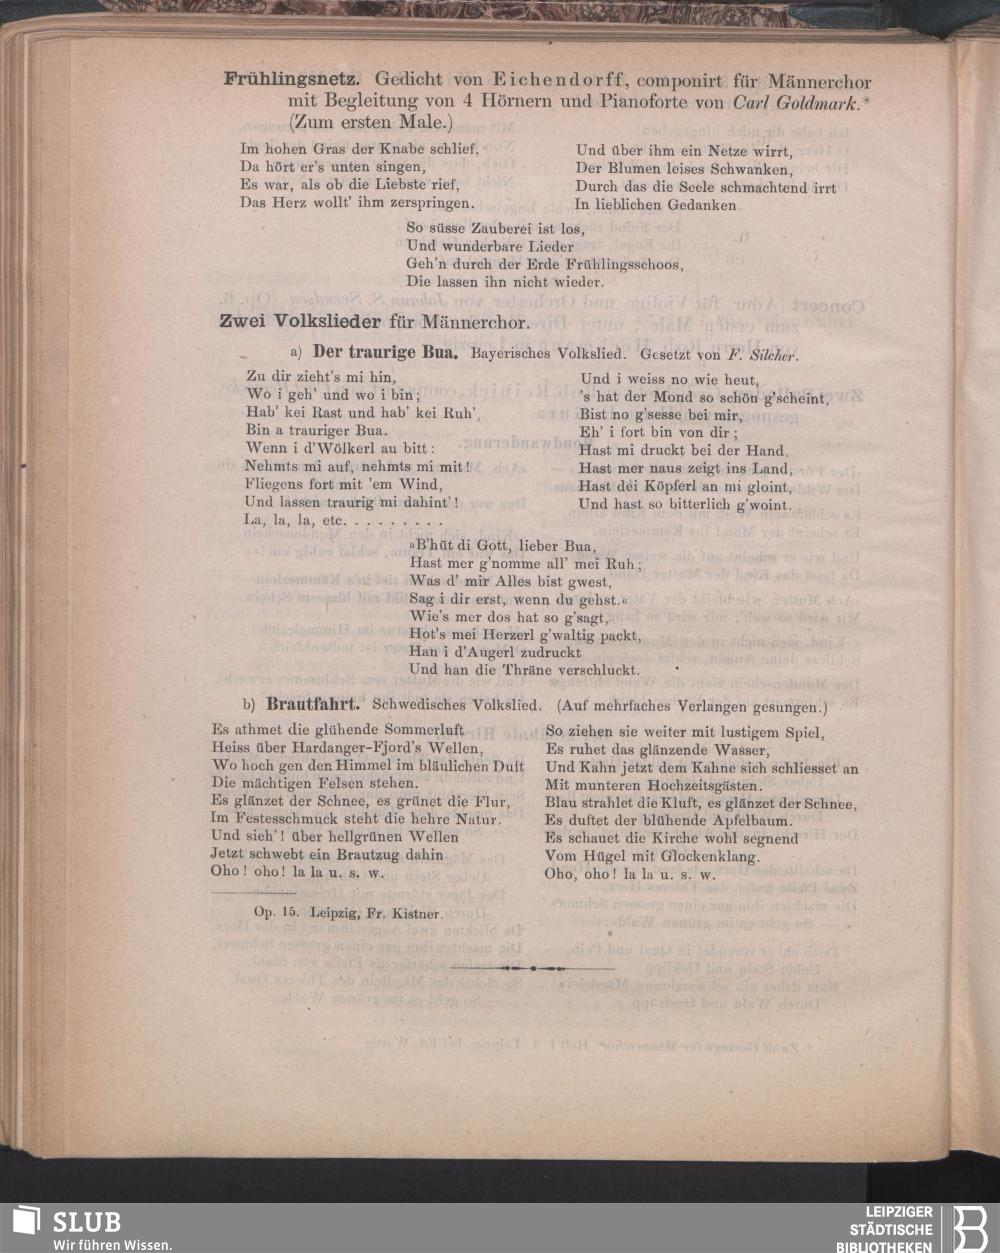 Frühlingsnetz. Gedicht von Eichendorff, componirt für Männerchor
mit Begleitung von 4 Hörnern und Pianoforte von Carl Goldmark.*
(Zum ersten Male.)
Im hohen Gras der Knabe schlief,
Da hört er's unten singen,
Es war, als ob die Liebste rief,
Das Herz wollt' ihm zerspringen.
Und über ihm ein Netze wirrt,
Der Blumen leises Schwanken,
Durch das die Seele schmachtend irrt
In lieblichen Gedanken
So süsse Zauberei ist los,
Und wunderbare Lieder
Geh'n durch der Erde Frühlingsschoos,
Die lassen ihn nicht wieder.
Zwei Volkslieder für Männerchor.
a) Der traurige Bua. Bayerisches Volkslied. Gesetzt von F. Silcher.
Zu dir zieht's mi hin,
Wo i geh' und wo i bin;
Hab' kei Rast und hab' kei Ruh',
Bin a trauriger Bua.
Wenn i d'Wölkerl au bitt:
Nehmts mi auf, nehmts mi mit!
Fliegens fort mit 'em Wind,
Und lassen traurig mi dahint'!
La, la, la, etc. . . . . . . . .
Und i weiss no wie heut,
's hat der Mond so schön g'scheint,
Bist no g'sesse bei mir,
Eh' i fort bin von dir;
Hast mi druckt bei der Hand,
Hast mer naus zeigt ins Land,
Hast dei Köpferl an mi gloint,
Und hast so bitterlich g'woint.
»B'hüt di Gott, lieber Bua,
Hast mer g'nomme all' mei Ruh;
Was d' mir Alles bist gwest,
Sag i dir erst, wenn du gehst.«
Wie's mer dos hat so g'sagt,
Hot's mei Herzerl g'waltig packt,
Han i d'Augerl zudruckt
Und han die Thräne verschluckt.
b) Brautfahrt. Schwedisches Volkslied. (Auf mehrfaches Verlangen gesungen.)
Es athmet die glühende Sommerluft
Heiss über Hardanger-Fjord's Wellen,
Wo hoch gen den Himmel im bläulichen Duft
Die mächtigen Felsen stehen.
Es glänzet der Schnee, es grünet die Flur,
Im Festesschmuck steht die hehre Natur.
Und sieh'! über hellgrünen Wellen
Jetzt schwebt ein Brautzug dahin
Oho! oho! la la u. s. w.
So ziehen sie weiter mit lustigem Spiel,
Es ruhet das glänzende Wasser,
Und Kahn jetzt dem Kahne sich schliesset an
Mit munteren Hochzeitsgästen.
Blau strahlet die Kluft, es glänzet der Schnee,
Es duftet der blühende Apfelbaum.
Es schauet die Kirche wohl segnend
Vom Hügel mit Glockenklang.
Oho, oho! la la u. s. w.
Op. 15. Leipzig, Fr. Kistner.
SLUB
Wir führen Wissen.
LEIPZIGER
STÄDTISCHE
BIBLIOTHEKEN